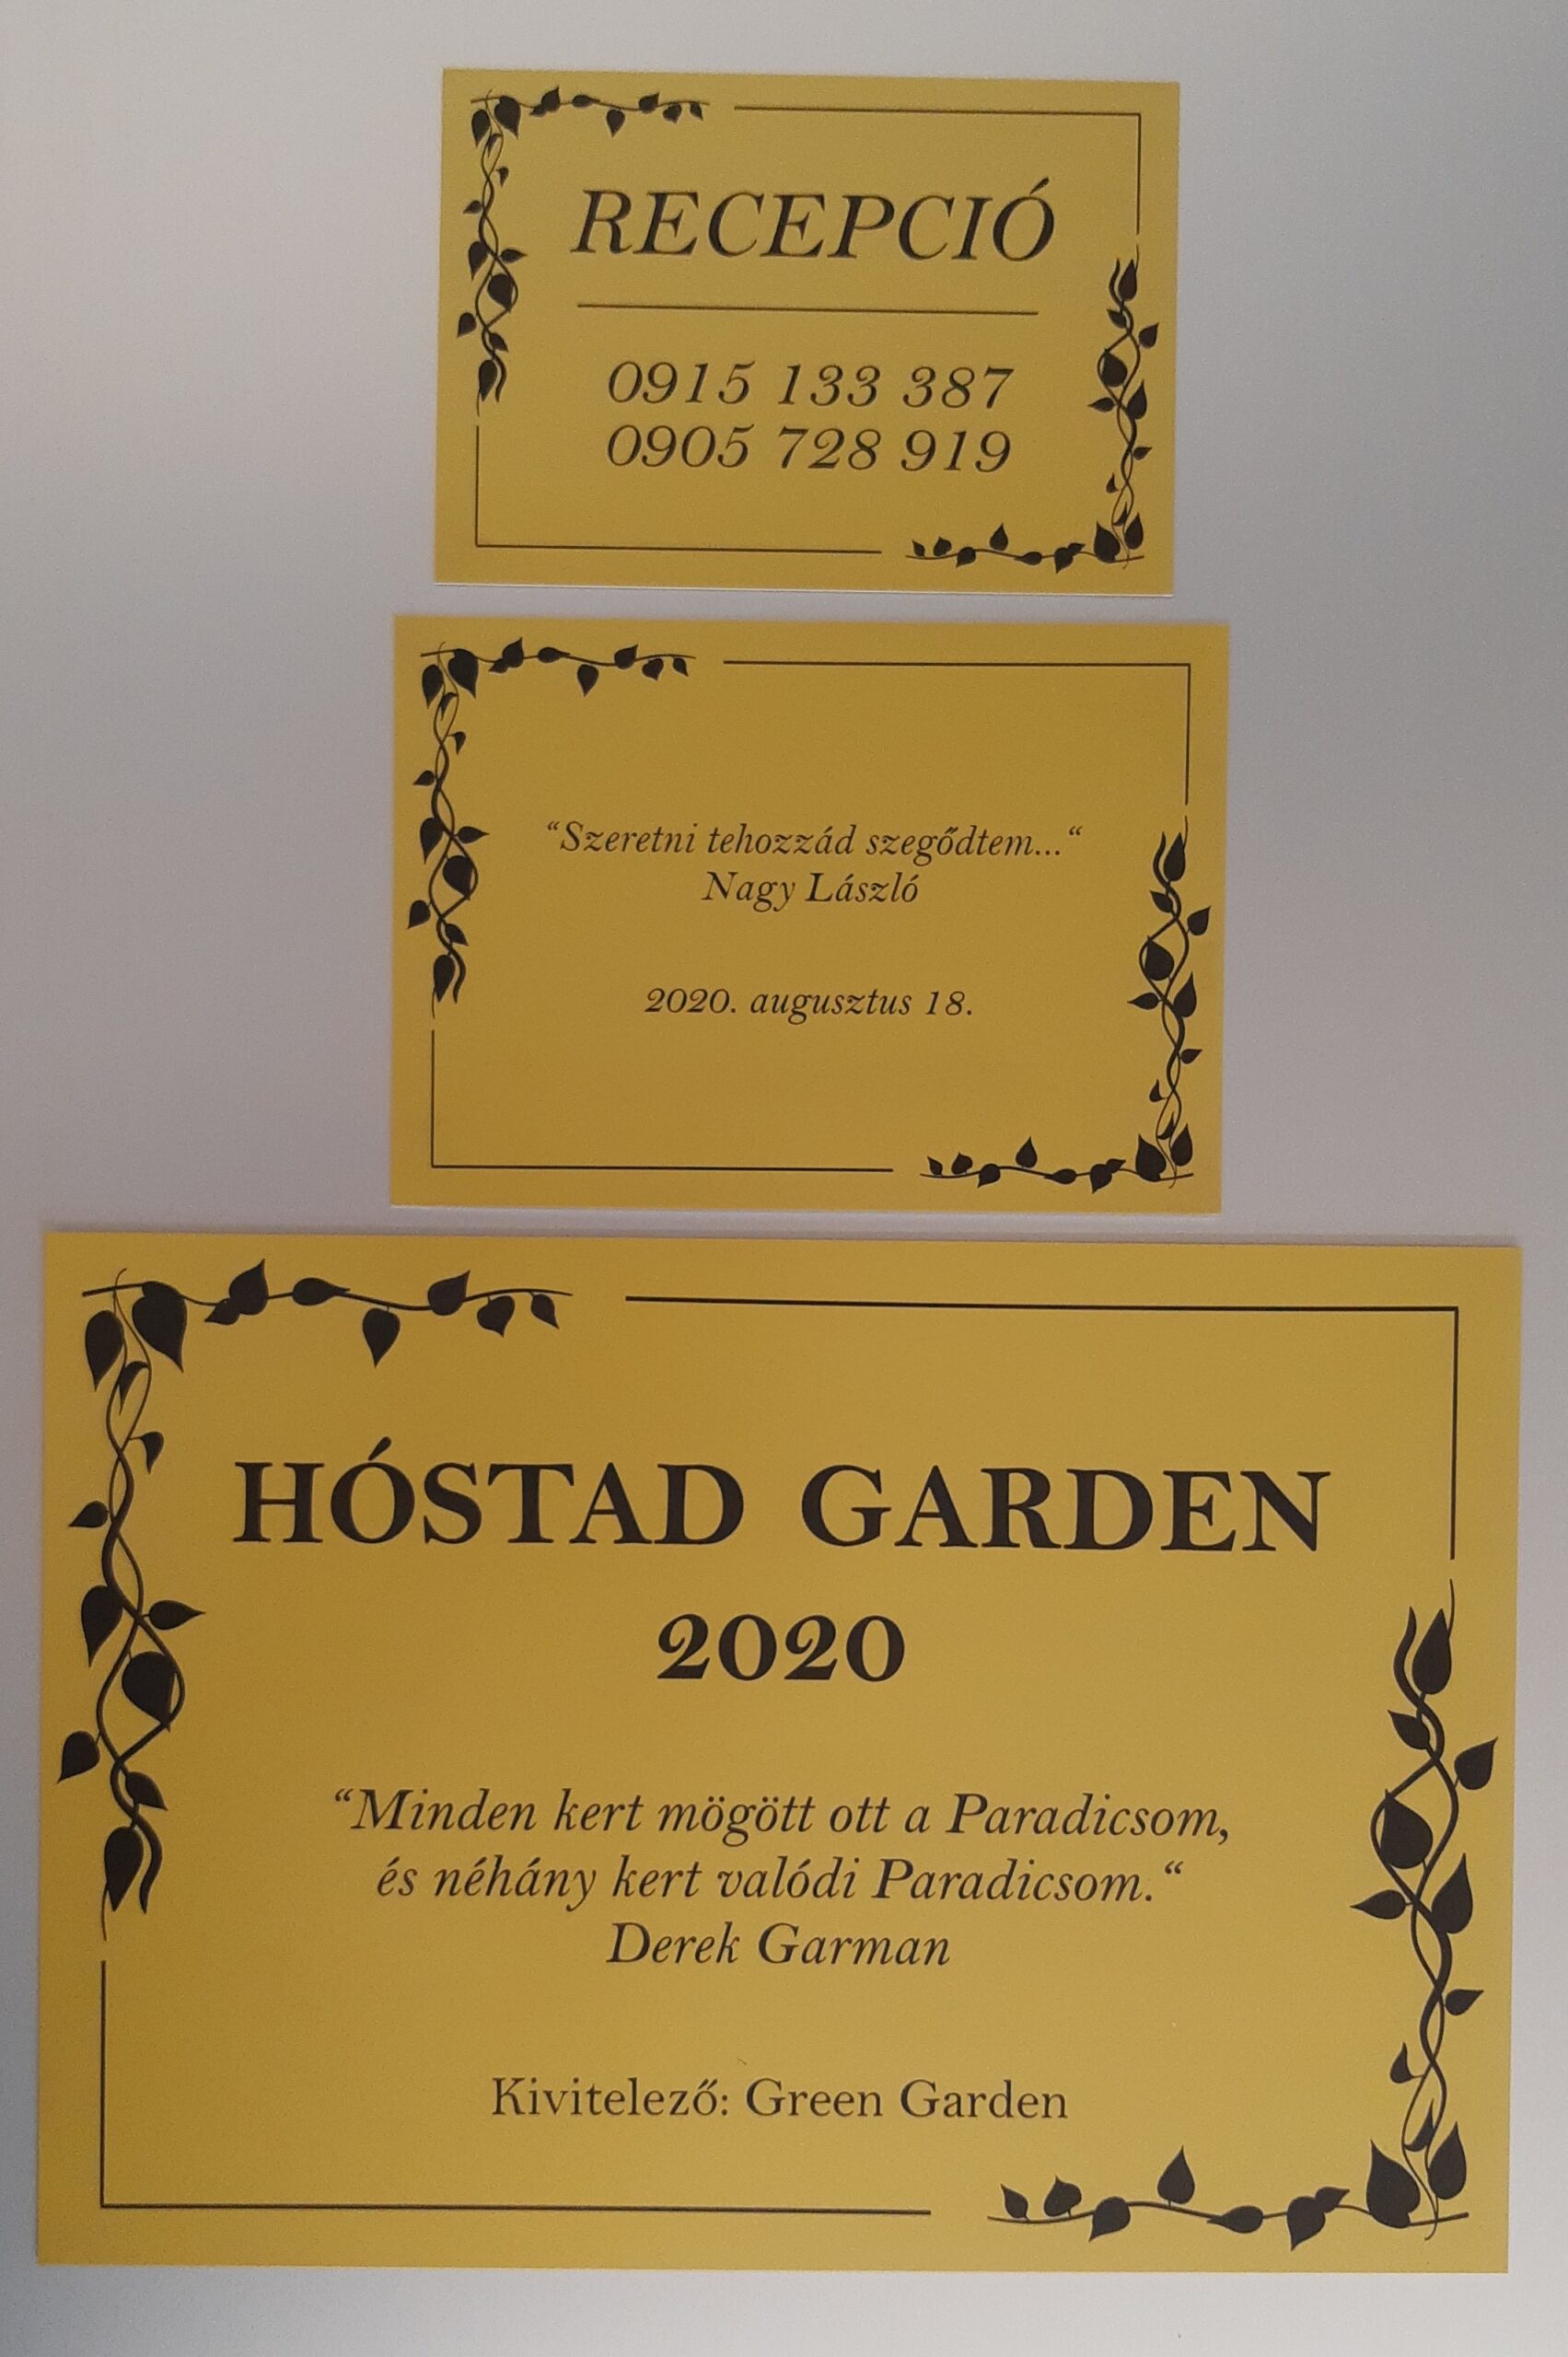 RECEPCIÓ
0915 133 387
0905 728 919
“Szeretni tehozzád szegődtem...“
Nagy László
2020. augusztus 18.
HÓSTAD GARDEN
2020
“Minden kert mögött ott a Paradicsom,
és néhány kert valódi Paradicsom.“
Derek Garman
Kivitelező: Green Garden